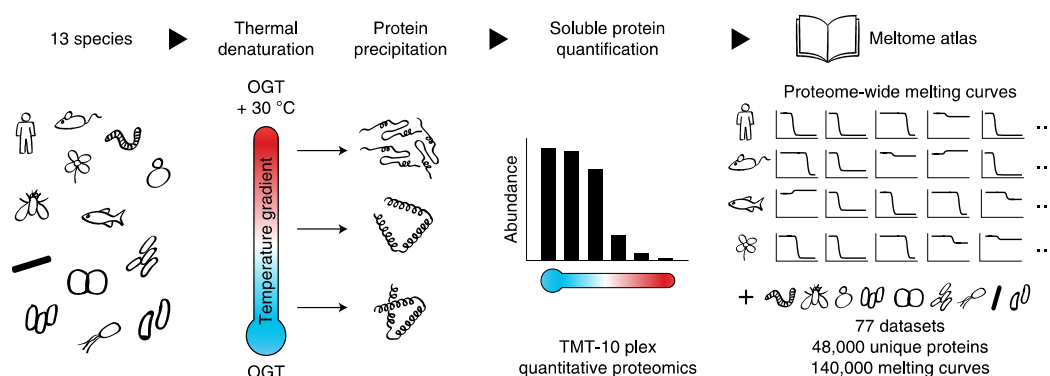 13 species
Thermal
denaturation
Protein
precipitation
Soluble protein
quantification
Meltome atlas
OGT
+ 30 °C
Temperature gradient
OGT
Abundance
TMT-10 plex
quantitative proteomics
Proteome-wide melting curves
+
77 datasets
48,000 unique proteins
140,000 melting curves